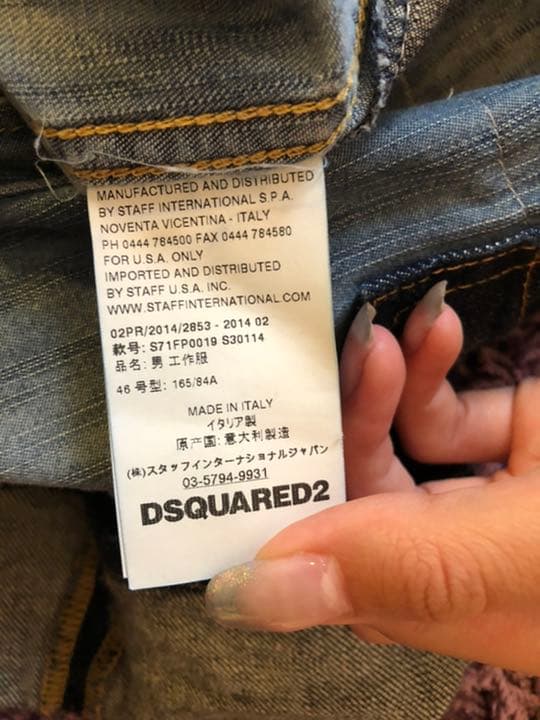 MANUFACTURED AND DISTRIBUTED
BY STAFF INTERNATIONAL S.P.A.
NOVENTA VICENTINA - ITALY
PH 0444 784500 FAX 0444 784580
FOR U.S.A. ONLY
IMPORTED AND DISTRIBUTED
BY STAFF U.S.A. INC.
WWW.STAFFINTERNATIONAL.COM
02PR/2014/2853 - 2014 02
款号: S71FP0019 S30114
品名: 男 工作服
46 号型: 165/84A
MADE IN ITALY
イタリア製
原产国: 意大利製造
(株)スタッフインターナショナルジャパン
03-5794-9931
DSQUARED2